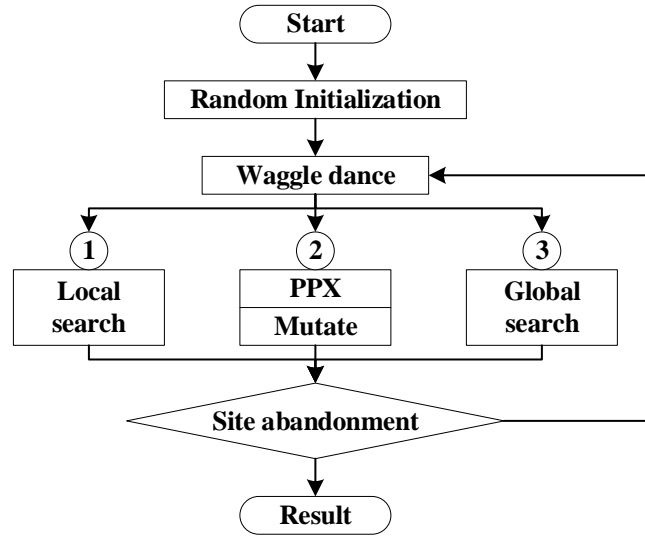 Start
Random Initialization
Waggle dance
1
2
3
Local
search
PPX
Mutate
Global
search
Site abandonment
Result